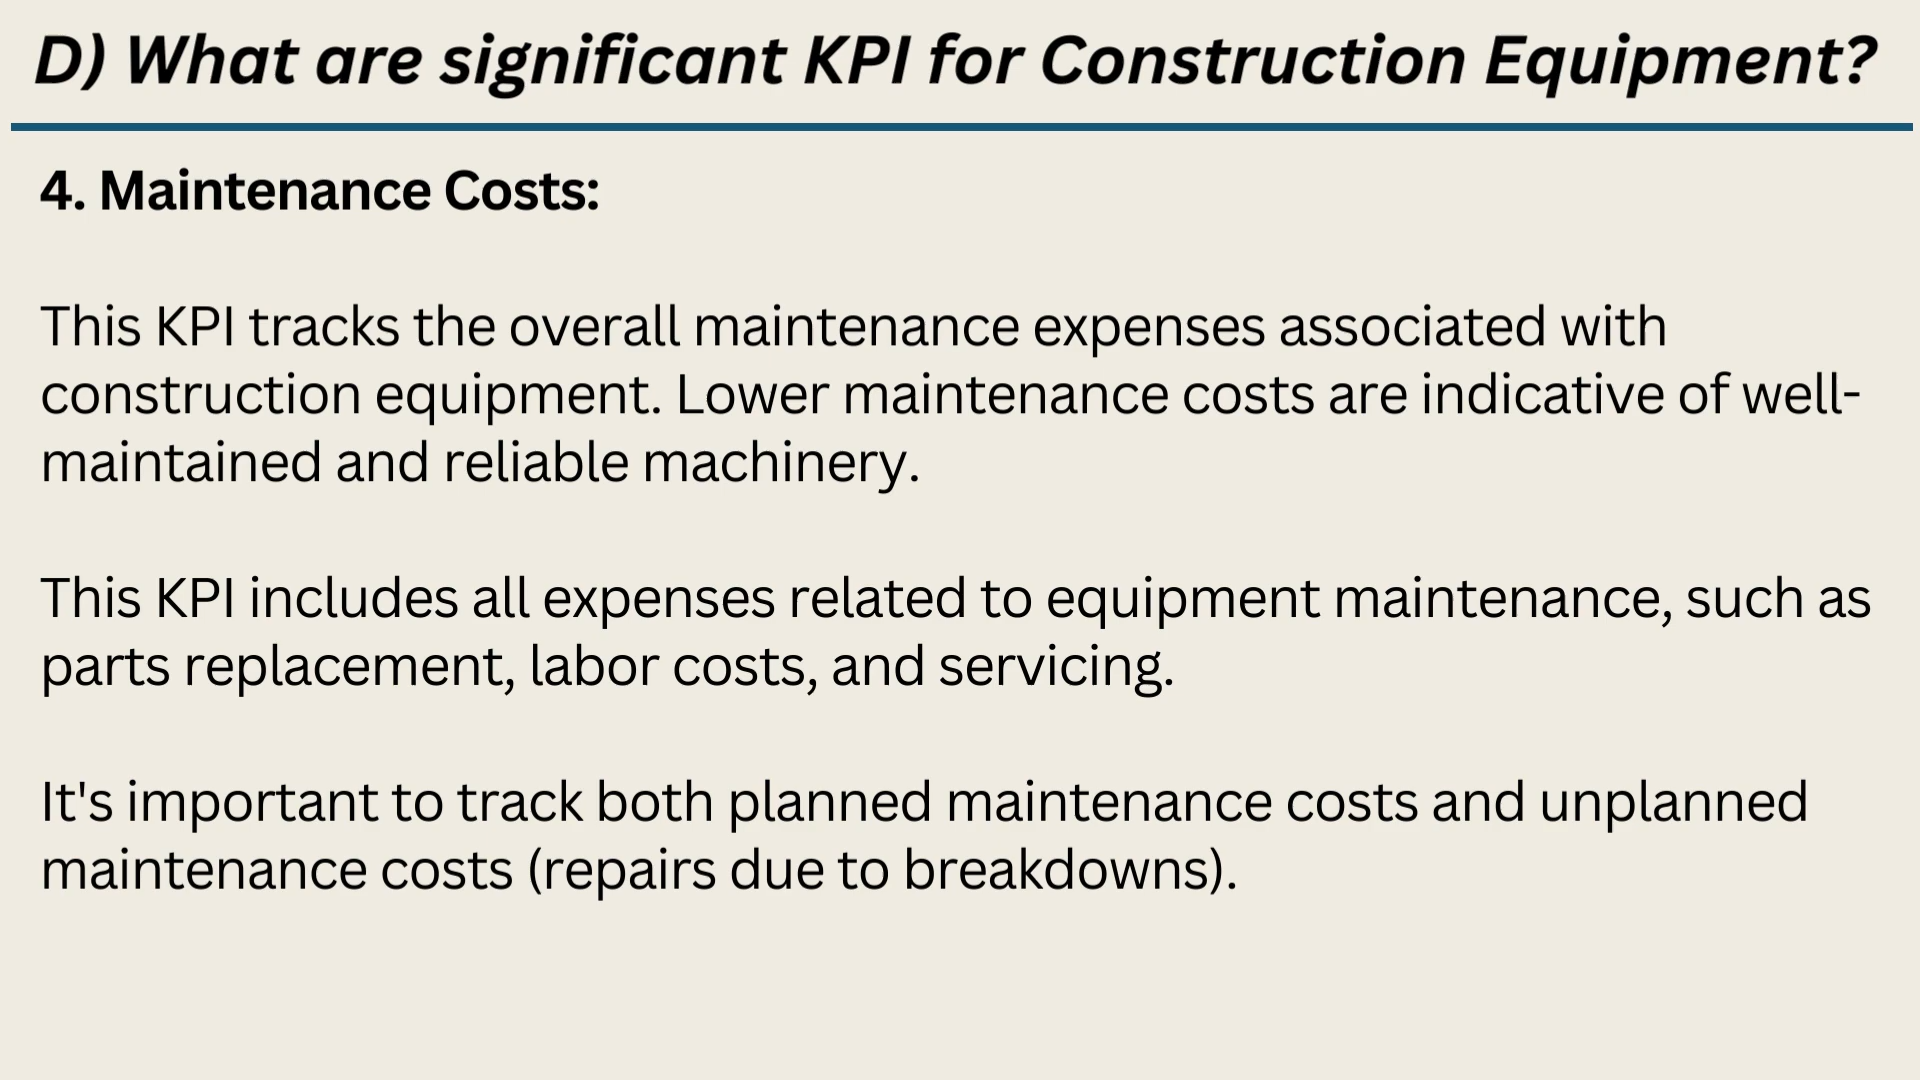 D) What are significant KPI for Construction Equipment?
4. Maintenance Costs:
This KPI tracks the overall maintenance expenses associated with
construction equipment. Lower maintenance costs are indicative of well-
maintained and reliable machinery.
This KPI includes all expenses related to equipment maintenance, such as
parts replacement, labor costs, and servicing.
It's important to track both planned maintenance costs and unplanned
maintenance costs (repairs due to breakdowns).